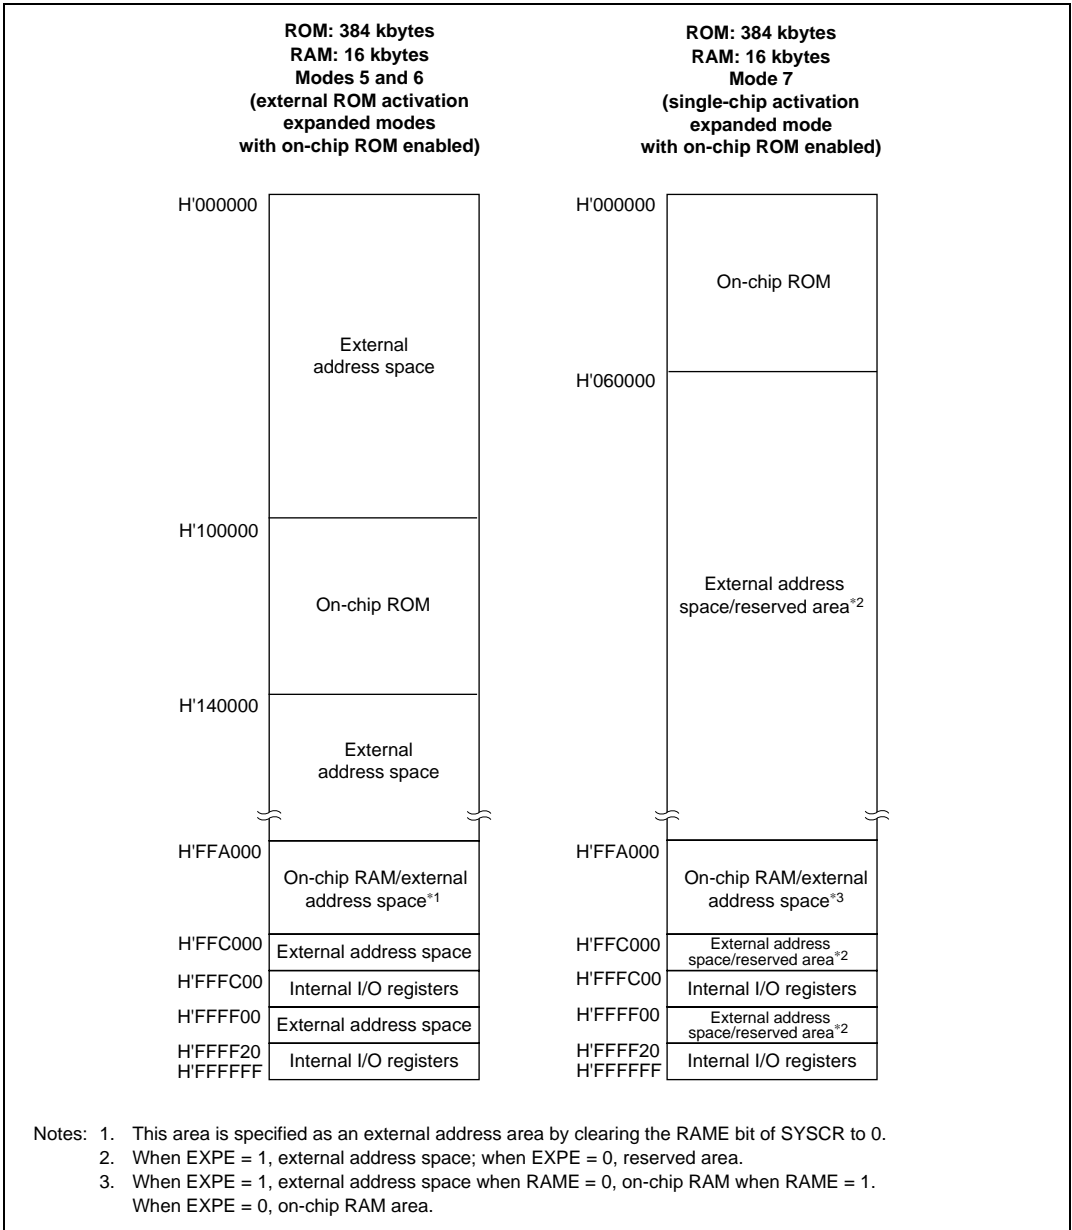 ROM: 384 kbytes
RAM: 16 kbytes
Modes 5 and 6
(external ROM activation
expanded modes
with on-chip ROM enabled)
H'000000
External
address space
H'100000
On-chip ROM
H'140000
External
address space
H'FFA000
On-chip RAM/external
address space*1
H'FFC000
External address space
H'FFFC00
Internal I/O registers
H'FFFF00
External address space
H'FFFF20
Internal I/O registers
H'FFFFFF
ROM: 384 kbytes
RAM: 16 kbytes
Mode 7
(single-chip activation
expanded mode
with on-chip ROM enabled)
H'000000
On-chip ROM
H'060000
External address
space/reserved area*2
H'FFA000
On-chip RAM/external
address space*3
H'FFC000
External address
space/reserved area*2
H'FFFC00
Internal I/O registers
H'FFFF00
External address
space/reserved area*2
H'FFFF20
Internal I/O registers
H'FFFFFF
Notes: 1. This area is specified as an external address area by clearing the RAME bit of SYSCR to 0.
2. When EXPE = 1, external address space; when EXPE = 0, reserved area.
3. When EXPE = 1, external address space when RAME = 0, on-chip RAM when RAME = 1.
When EXPE = 0, on-chip RAM area.